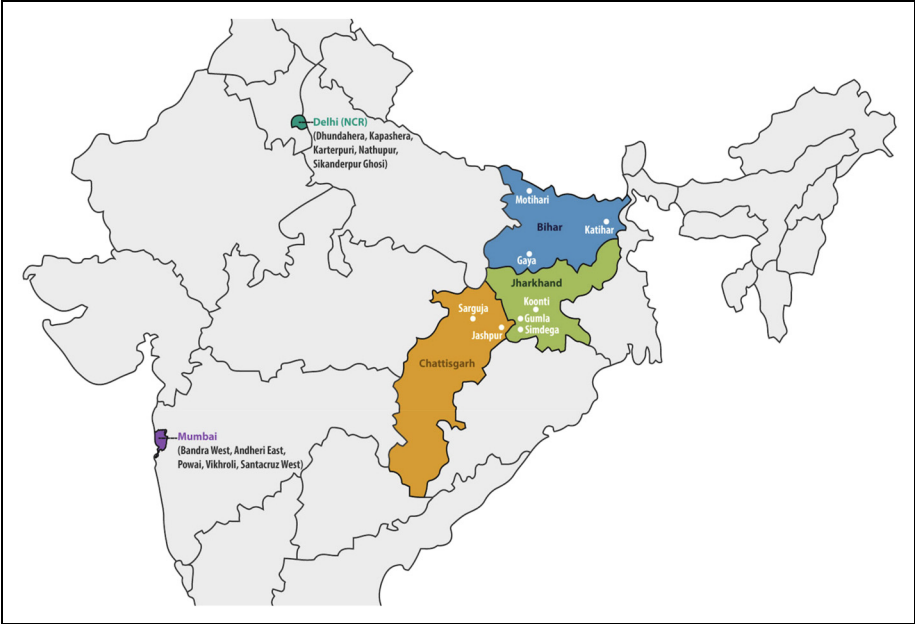 Delhi (NCR)
(Dhundahera, Kapashera,
Karterpuri, Nathupur,
Sikanderpur Ghosi)
Motihari
Bihar
Katihar
Gaya
Jharkhand
Koonti
Sarguja
Gumla
Jashpur
Simdega
Chattisgarh
Mumbai
(Bandra West, Andheri East,
Powai, Vikhroli, Santacruz West)